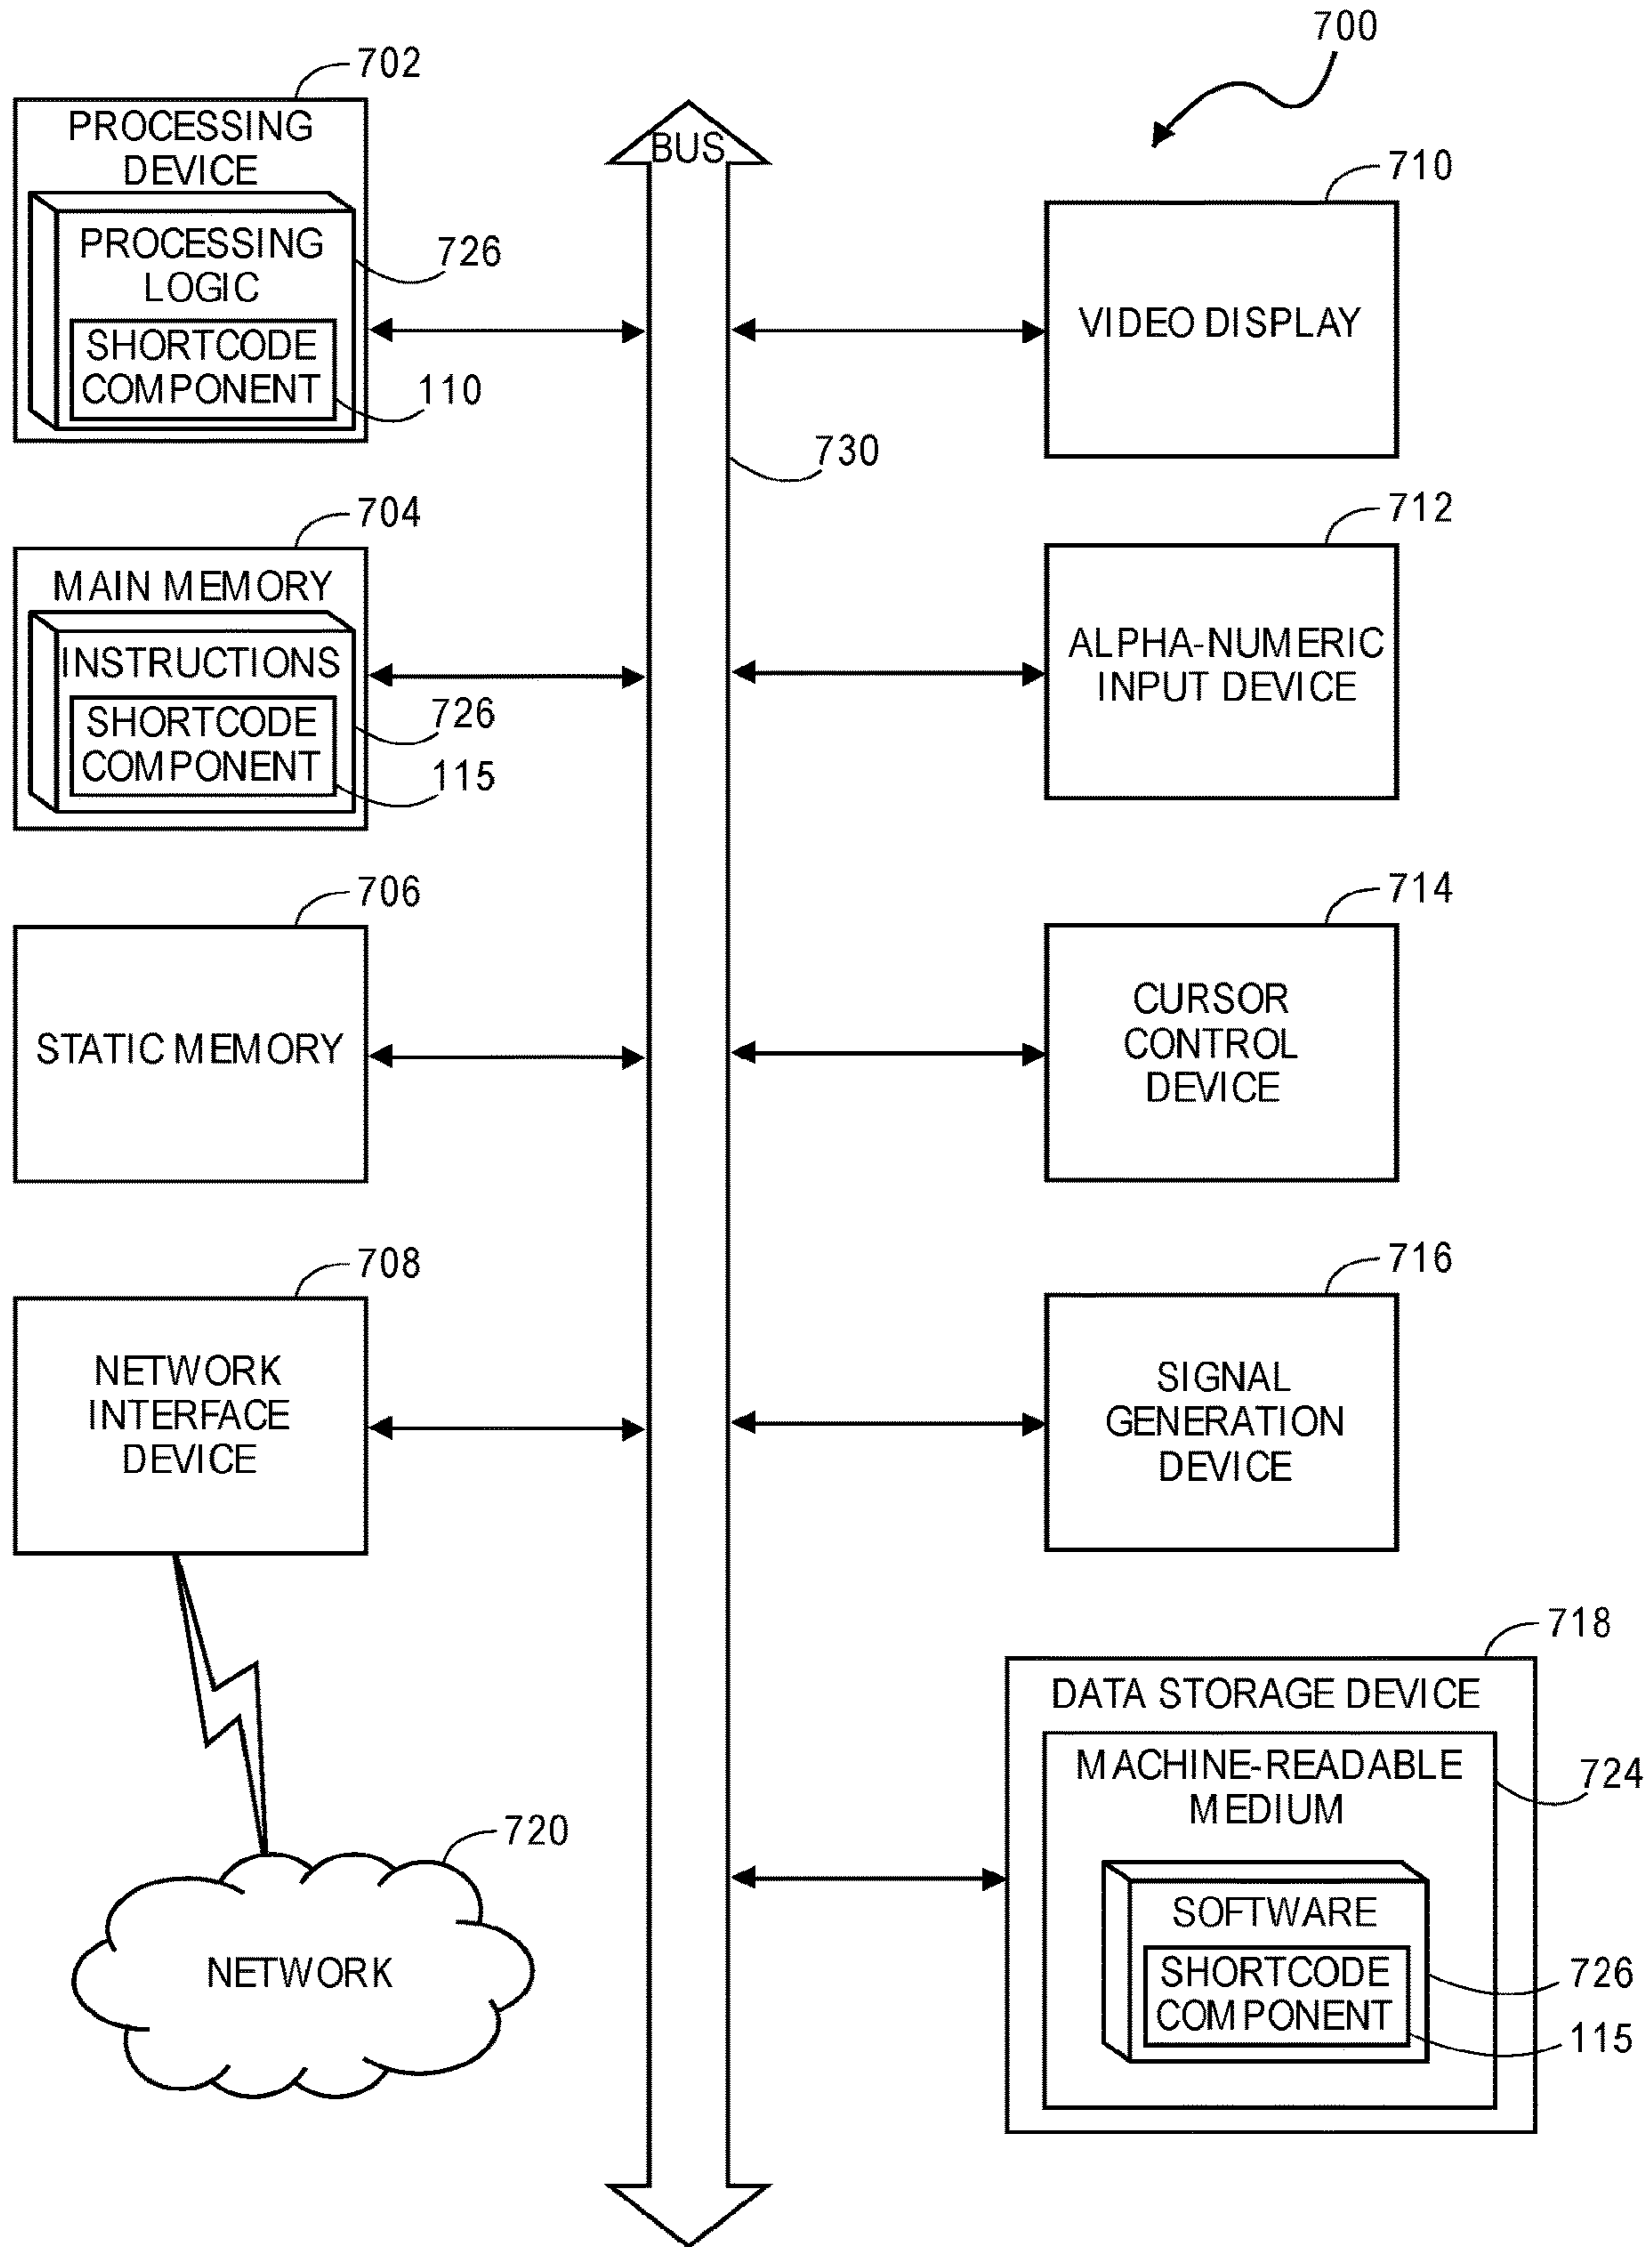 700
702
PROCESSING
DEVICE
PROCESSING
LOGIC
726
SHORTCODE
COMPONENT
110
BUS
730
710
VIDEO DISPLAY
704
MAIN MEMORY
INSTRUCTIONS
SHORTCODE
COMPONENT
726
115
712
ALPHA-NUMERIC
INPUT DEVICE
706
STATIC MEMORY
714
CURSOR
CONTROL
DEVICE
708
NETWORK
INTERFACE
DEVICE
716
SIGNAL
GENERATION
DEVICE
720
NETWORK
718
DATA STORAGE DEVICE
MACHINE-READABLE
MEDIUM
724
SOFTWARE
SHORTCODE
COMPONENT
726
115